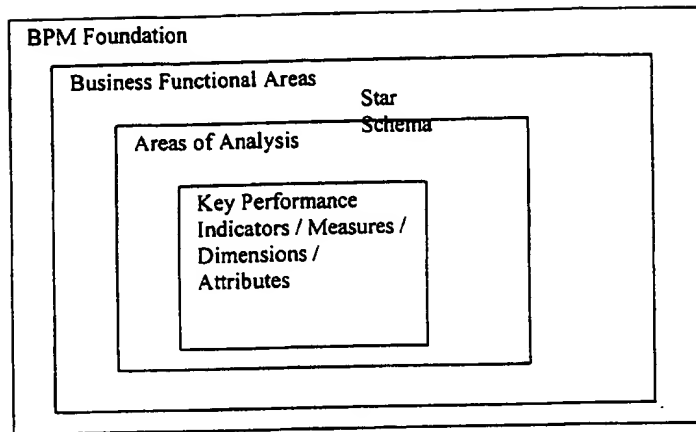 BPM Foundation
Business Functional Areas
Star
Schema
Areas of Analysis
Key Performance
Indicators / Measures /
Dimensions /
Attributes